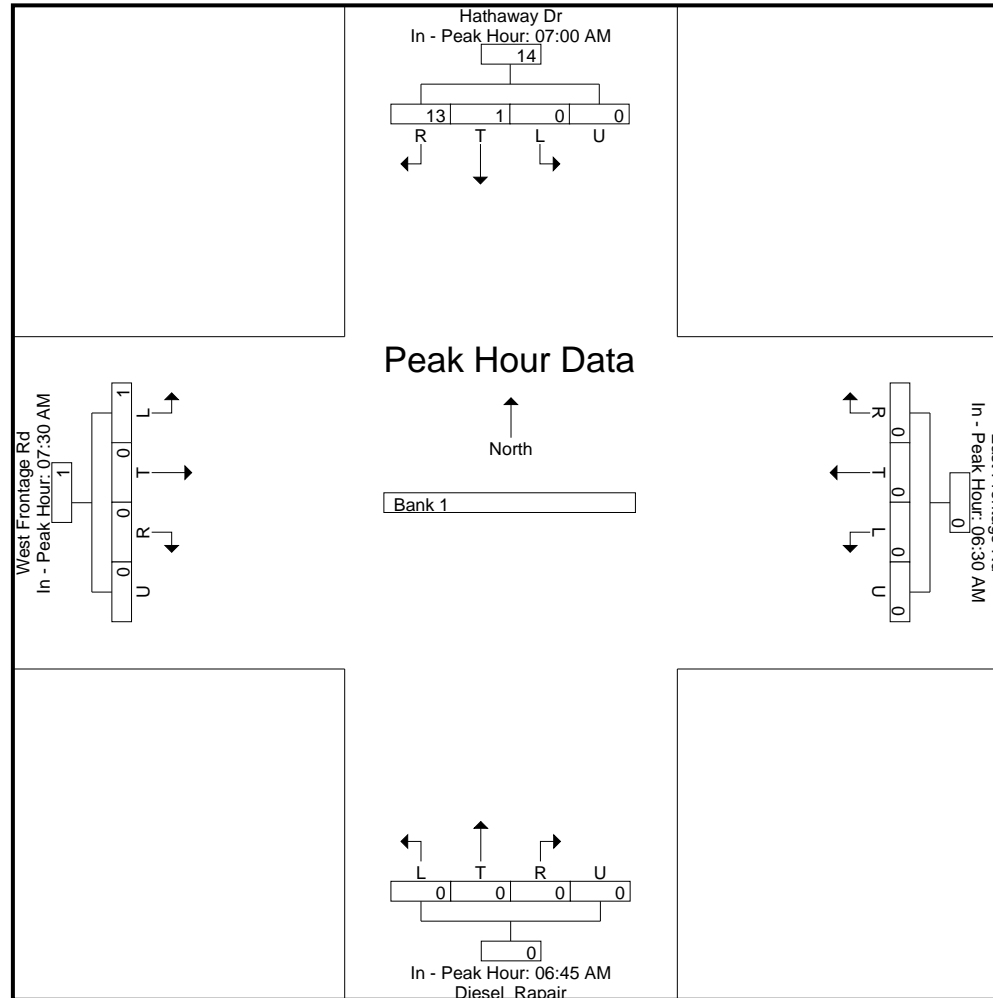 Hathaway Dr
In - Peak Hour: 07:00 AM
14
13 1 0 0
R T L U
Peak Hour Data
North
Bank 1
West Frontage Rd
In - Peak Hour: 07:30 AM
1
1 0 0 0
L T R U
In - Peak Hour: 06:30 AM
0
0 0 0 0
R T L U
L T R U
0 0 0 0
0
In - Peak Hour: 06:45 AM
Diesel Rapair